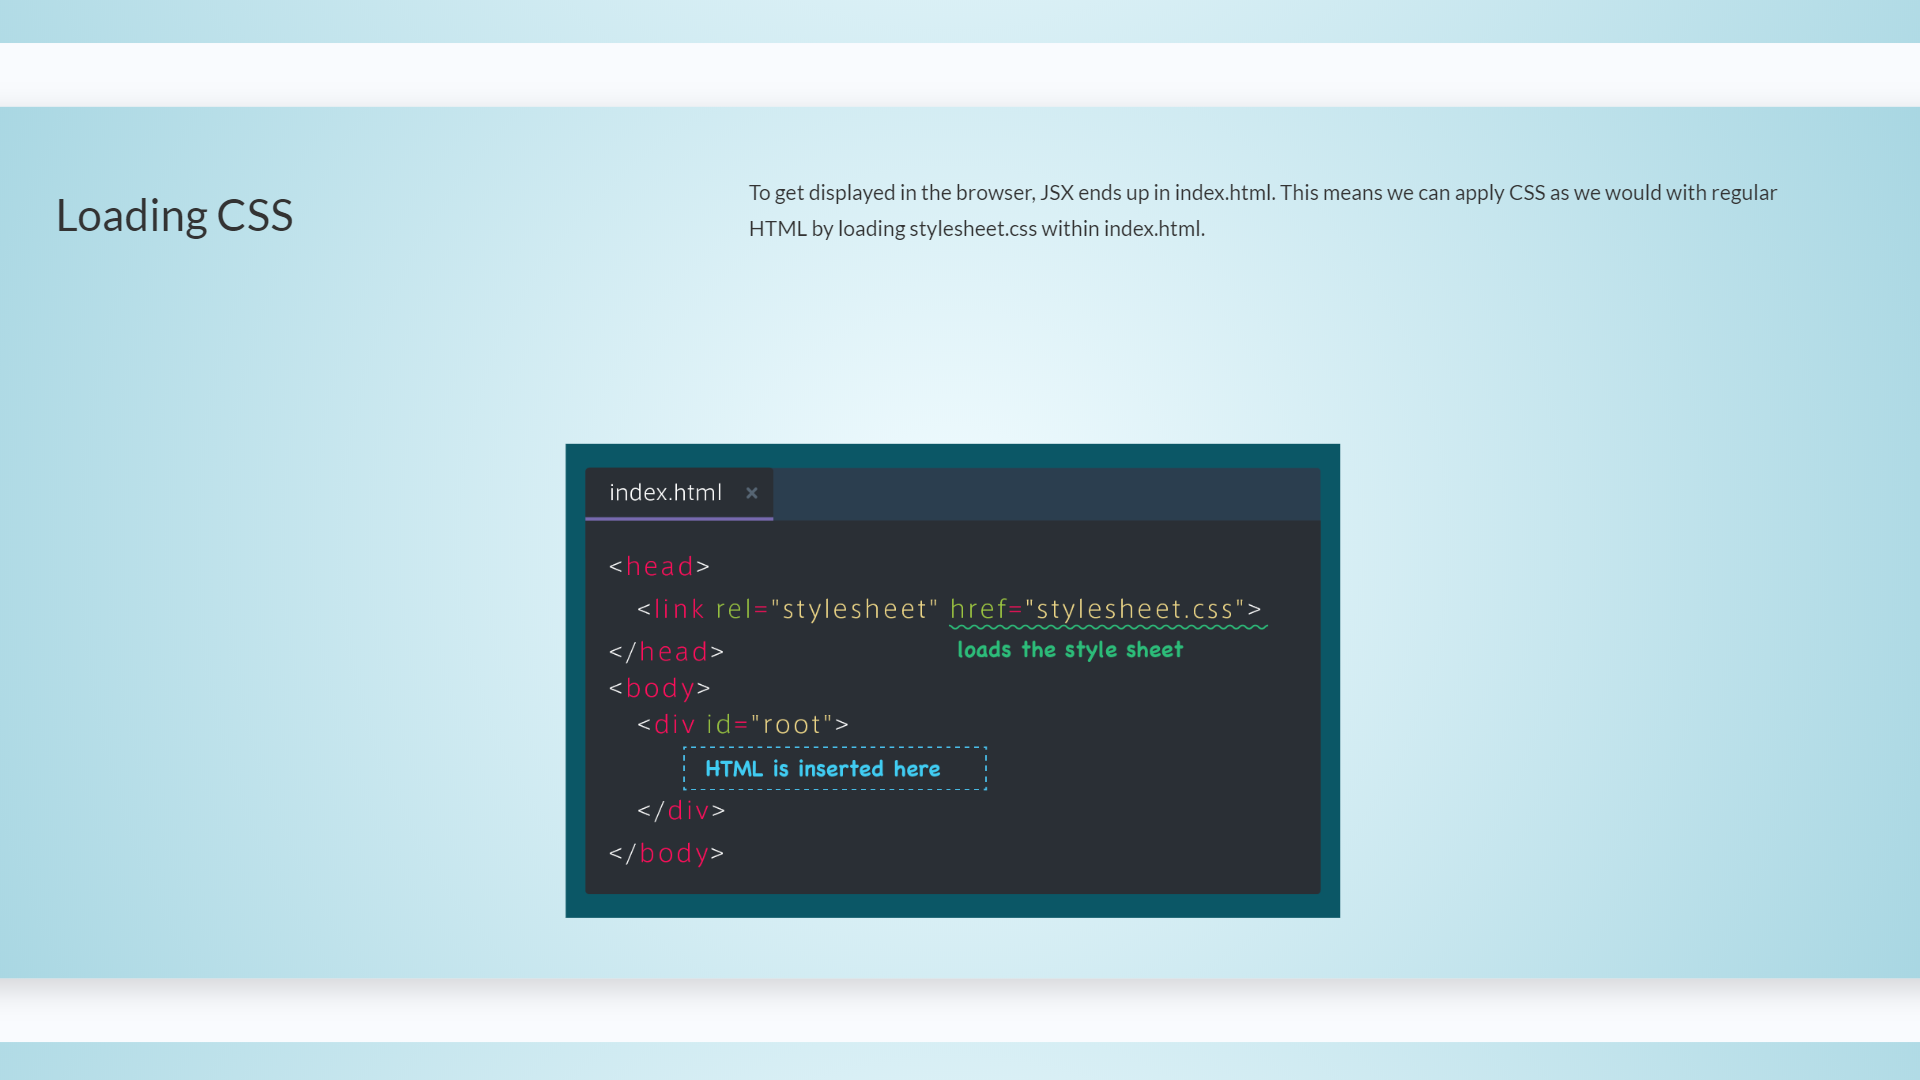 Loading CSS
To get displayed in the browser, JSX ends up in index.html. This means we can apply CSS as we would with regular
HTML by loading stylesheet.css within index.html.
index.html ×
<head>
<link rel="stylesheet" href="stylesheet.css">
loads the style sheet
</head>
<body>
<div id="root">
HTML is inserted here
</div>
</body>